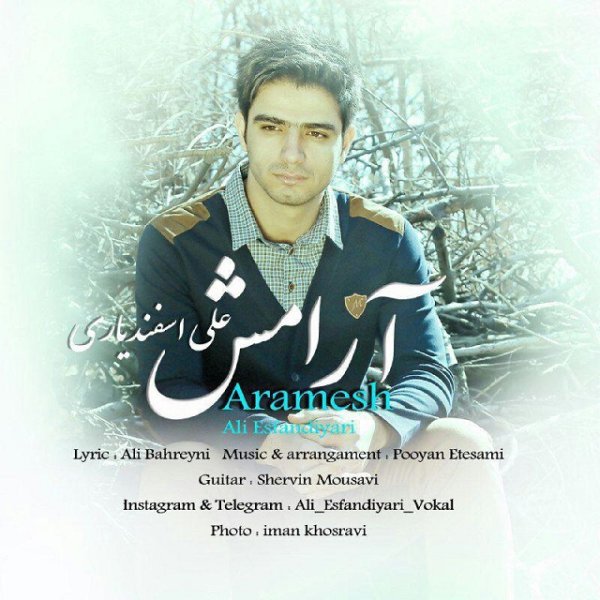 آرامش
علی اسفندیاری
Aramesh
Ali Esfandiyari
Lyric : Ali Bahreyni   Music & arrangament : Pooyan Etesami
Guitar : Shervin Mousavi
Instagram & Telegram : Ali_Esfandiyari_Vokal
Photo : iman khosravi